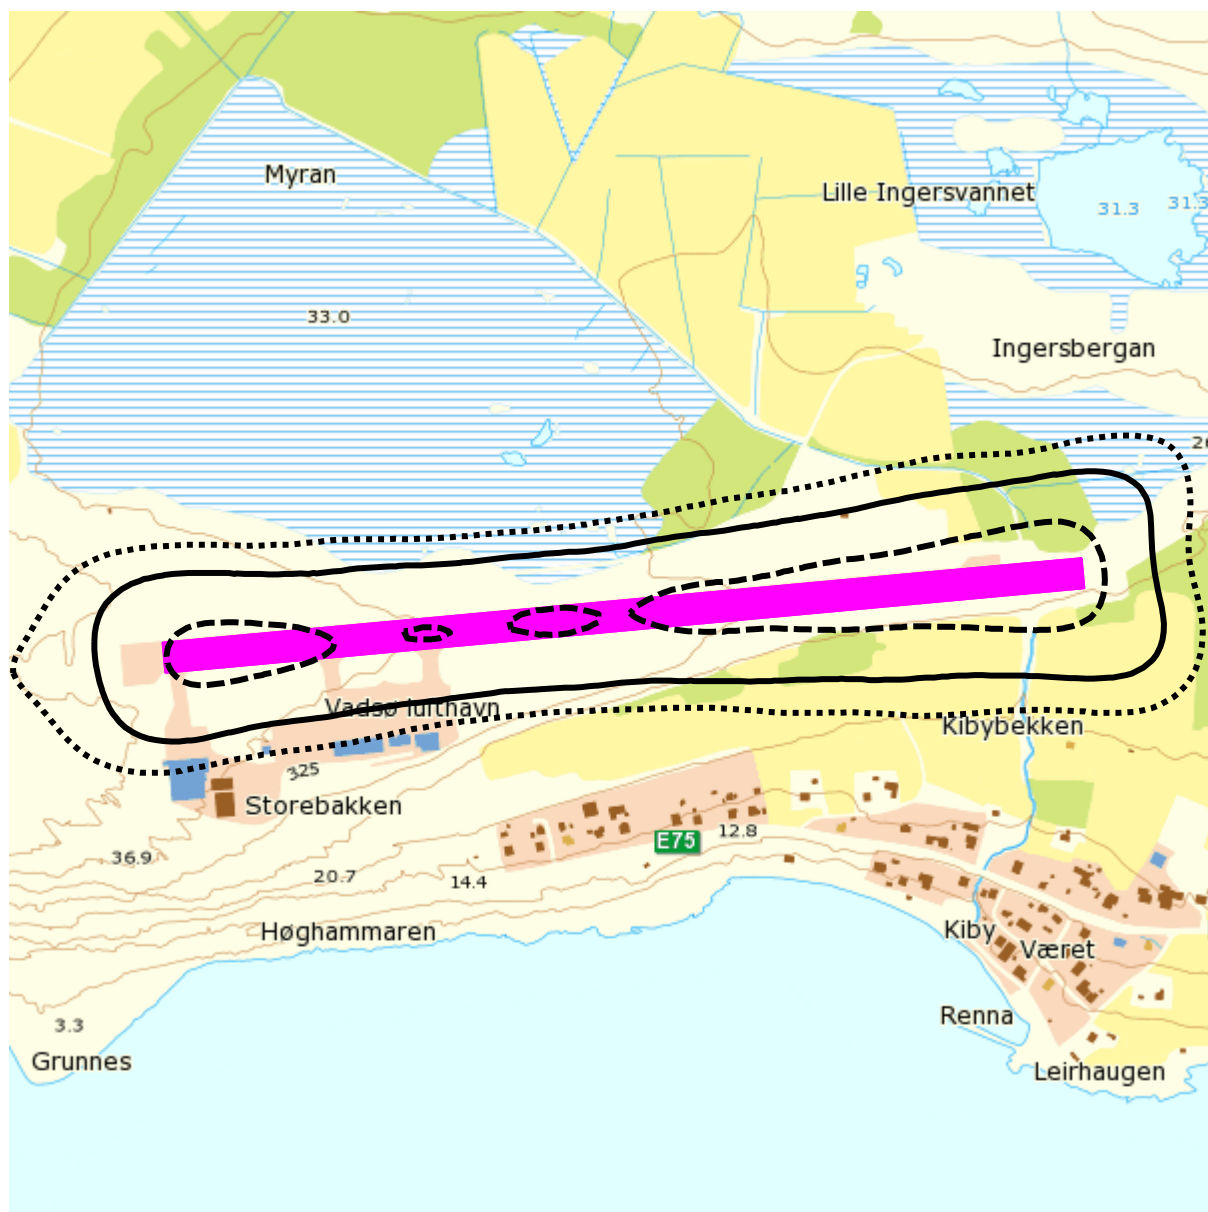 Myran
Lille Ingersvannet
31.3
31.3
33.0
Ingersbergan
Vadsø lufthavn
Kibybekken
325
Storebakken
E75
12.8
36.9
20.7
14.4
Høghammaren
Kiby
Været
Renna
3.3
Grunnes
Leirhaugen